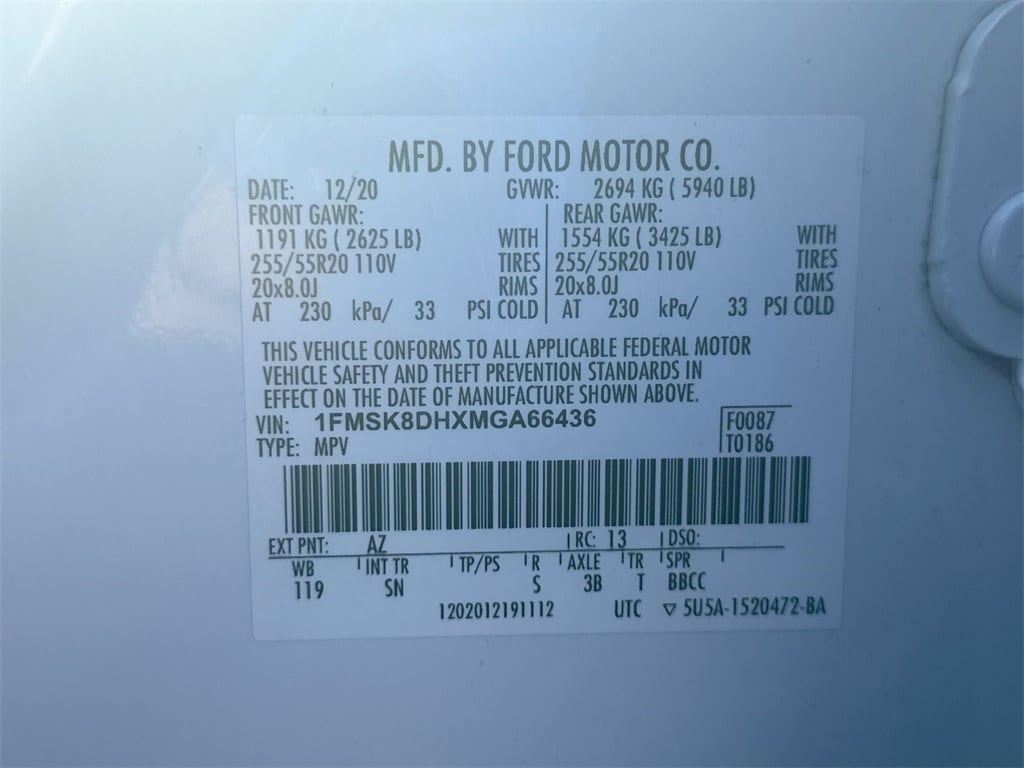 MFD. BY FORD MOTOR CO.
DATE: 12/20 GVWR: 2694 KG ( 5940 LB)
FRONT GAWR: REAR GAWR:
1191 KG ( 2625 LB) WITH 1554 KG ( 3425 LB) WITH
255/55R20 110V TIRES 255/55R20 110V TIRES
20x8.0J RIMS 20x8.0J RIMS
AT 230 kPa/ 33 PSI COLD AT 230 kPa/ 33 PSI COLD
THIS VEHICLE CONFORMS TO ALL APPLICABLE FEDERAL MOTOR
VEHICLE SAFETY AND THEFT PREVENTION STANDARDS IN
EFFECT ON THE DATE OF MANUFACTURE SHOWN ABOVE.
VIN: 1FMSK8DHXMGA66436 F0087
TYPE: MPV T0186
EXT PNT: AZ RC: 13 DSO:
WB INT TR TP/PS R AXLE TR SPR
119 SN S 3B T BBCC
1202012191112 UTC ▽ 5U5A-1520472-BA